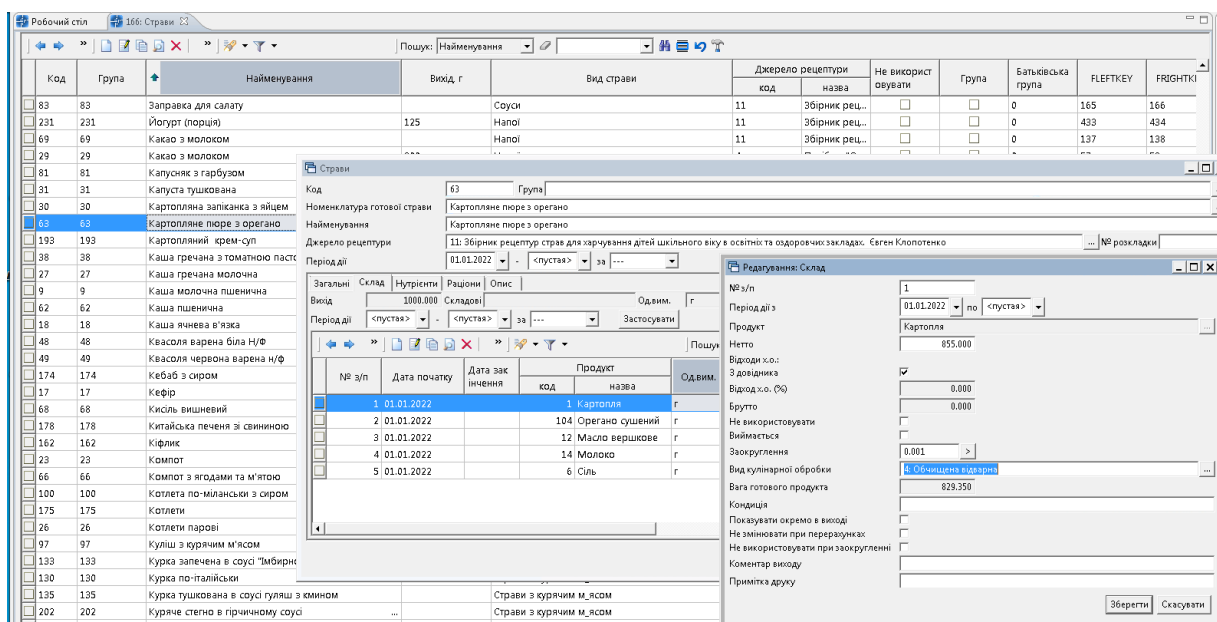 Робочий стіл 166: Страви
» » Пошук: Найменування
Код Група Найменування Вихід, г Вид страви Джерело рецептури Не використовувати Група Батьківська група FLEFTKEY FRIGHTKI
код назва
83 83 Заправка для салату Соуси 11 Збірник рец... 0 165 166
231 231 Йогурт (порція) 125 Напої 11 Збірник рец... 0 433 434
69 69 Какао з молоком Напої 11 Збірник рец... 0 137 138
29 29 Какао з молоком
81 81 Капусняк з гарбузом
31 31 Капуста тушкована
30 30 Картопляна запіканка з яйцем
63 63 Картопляне пюре з орегано
193 193 Картопляний крем-суп
38 38 Каша гречана з томатною пасто
27 27 Каша гречана молочна
9 9 Каша молочна пшенична
62 62 Каша пшенична
18 18 Каша ячнева в'язка
48 48 Квасоля варена біла Н/Ф
49 49 Квасоля червона варена н/ф
174 174 Кебаб з сиром
17 17 Кефір
68 68 Кисіль вишневий
178 178 Китайська печеня зі свининою
162 162 Кіфлик
23 23 Компот
66 66 Компот з ягодами та м'ятою
100 100 Котлета по-міланськи з сиром
175 175 Котлети
26 26 Котлети парові
97 97 Куліш з курячим м'ясом
133 133 Курка запечена в соусі "Імбирно
130 130 Курка по-італійськи
135 135 Курка тушкована в соусі гуляш з кмином Страви з курячим м_ясом
202 202 Куряче стегно в гірчичному соусі ... Страви з курячим м_ясом
Страви
Код 63 Група
Номенклатура готової страви Картопляне пюре з орегано
Найменування Картопляне пюре з орегано
Джерело рецептури 11: Збірник рецептур страв для харчування дітей шкільного віку в освітніх та оздоровчих закладах. Євген Клопотенко ... № розкладки
Період дії 01.01.2022 - <пустая> за ---
Загальні Склад Нутрієнти Раціони Опис
Вихід 1000.000 Складові Од.вим. г
Період дії <пустая> - <пустая> за --- Застосувати
» » Пошук
№ з/п Дата початку Дата закінчення Продукт Од.вим.
код назва
1 01.01.2022 1 Картопля г
2 01.01.2022 104 Орегано сушений г
3 01.01.2022 12 Масло вершкове г
4 01.01.2022 14 Молоко г
5 01.01.2022 6 Сіль г
Редагування: Склад
№ з/п 1
Період дії з 01.01.2022 по <пустая>
Продукт Картопля ...
Нетто 855.000
Відходи х.о.:
З довідника
Відход х.о. (%) 0.000
Брутто 0.000
Не використовувати
Виймається
Заокруглення 0.001 >
Вид кулінарної обробки 4: Обчищена відварна ...
Вага готового продукта 829.350
Кондиція
Показувати окремо в виході
Не змінювати при перерахунках
Не використовувати при заокругленні
Коментар виходу
Примітка друку
Зберегти Скасувати